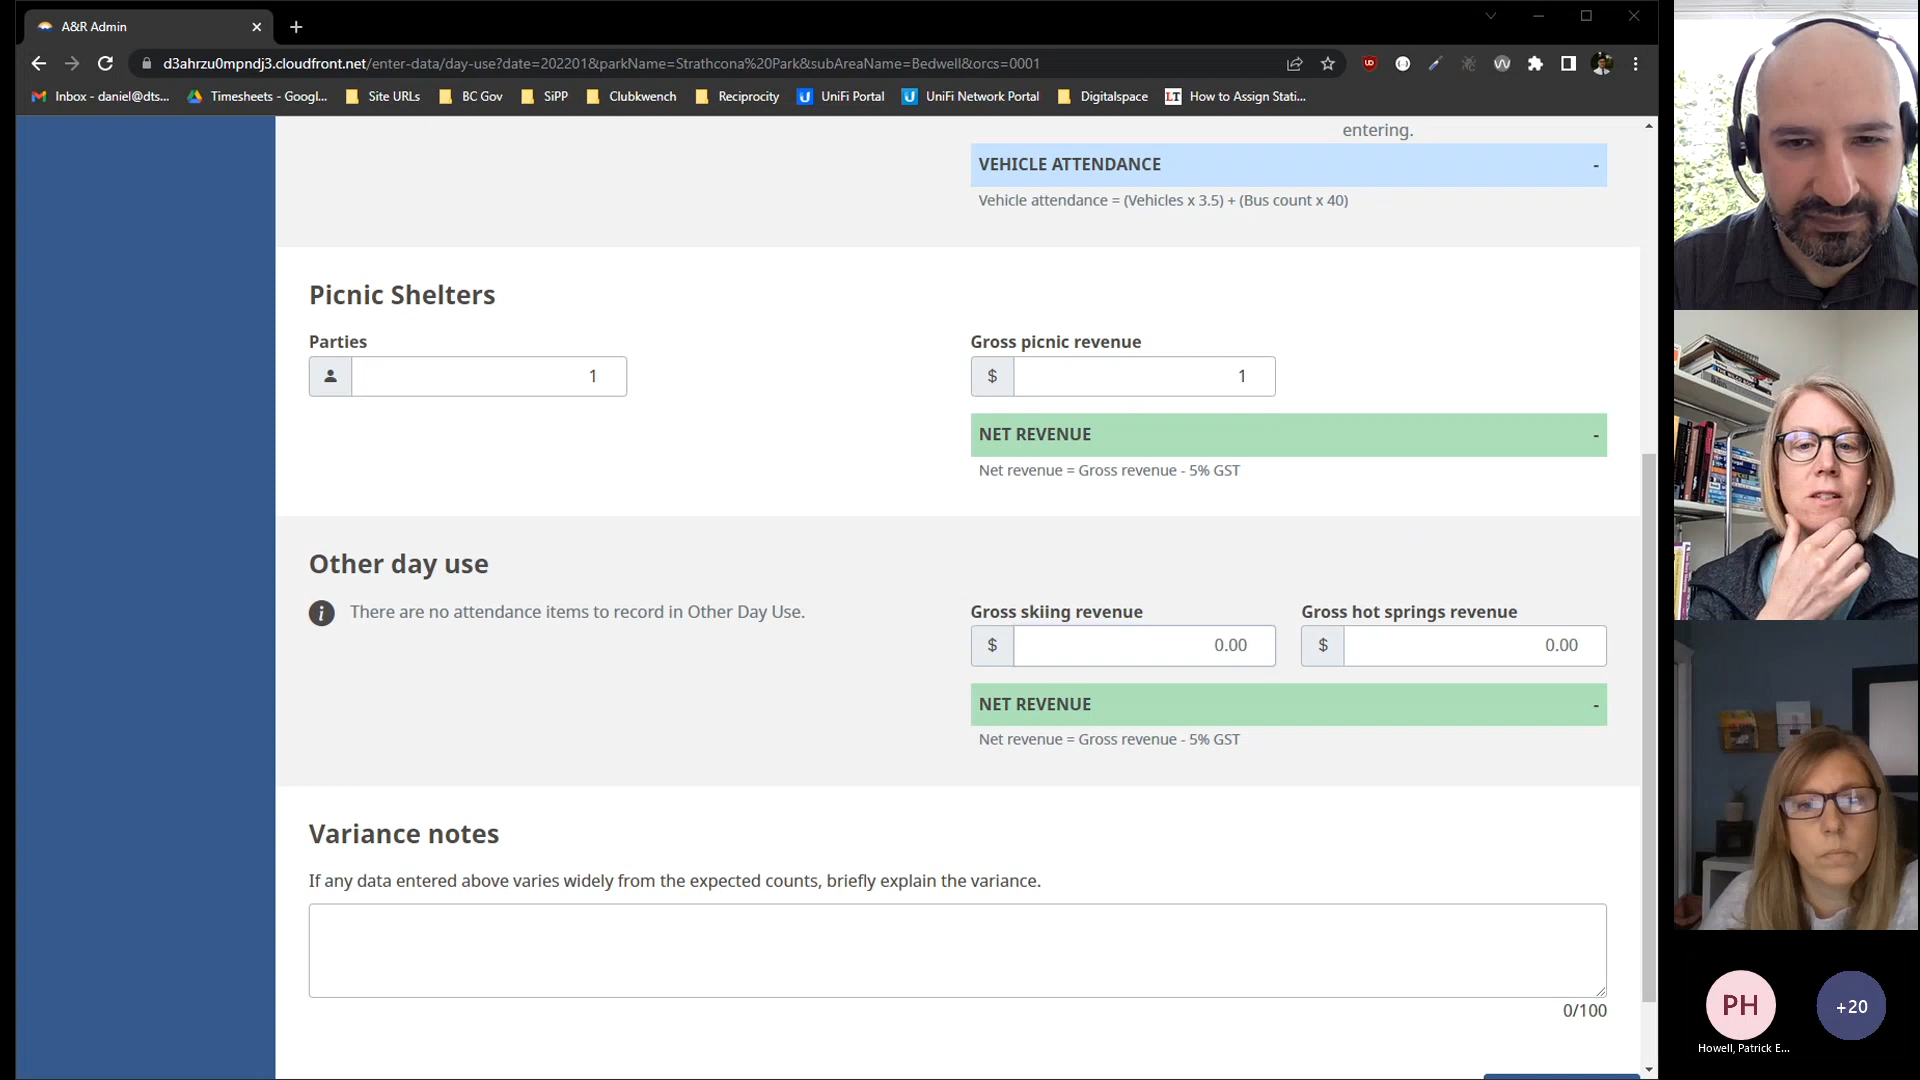 A&R Admin
d3ahrzu0mpndj3.cloudfront.net/enter-data/day-use?date=202201&parkName=Strathcona%20Park&subAreaName=Bedwell&orcs=0001
Inbox - daniel@dts... Timesheets - Googl... Site URLs BC Gov SiPP Clubkwench Reciprocity UniFi Portal UniFi Network Portal Digitalspace LT How to Assign Stati...
entering.
VEHICLE ATTENDANCE -
Vehicle attendance = (Vehicles x 3.5) + (Bus count x 40)
Picnic Shelters
Parties Gross picnic revenue
1 $ 1
NET REVENUE -
Net revenue = Gross revenue - 5% GST
Other day use
There are no attendance items to record in Other Day Use. Gross skiing revenue Gross hot springs revenue
$ 0.00 $ 0.00
NET REVENUE -
Net revenue = Gross revenue - 5% GST
Variance notes
If any data entered above varies widely from the expected counts, briefly explain the variance.
0/100
PH +20
Howell, Patrick E...